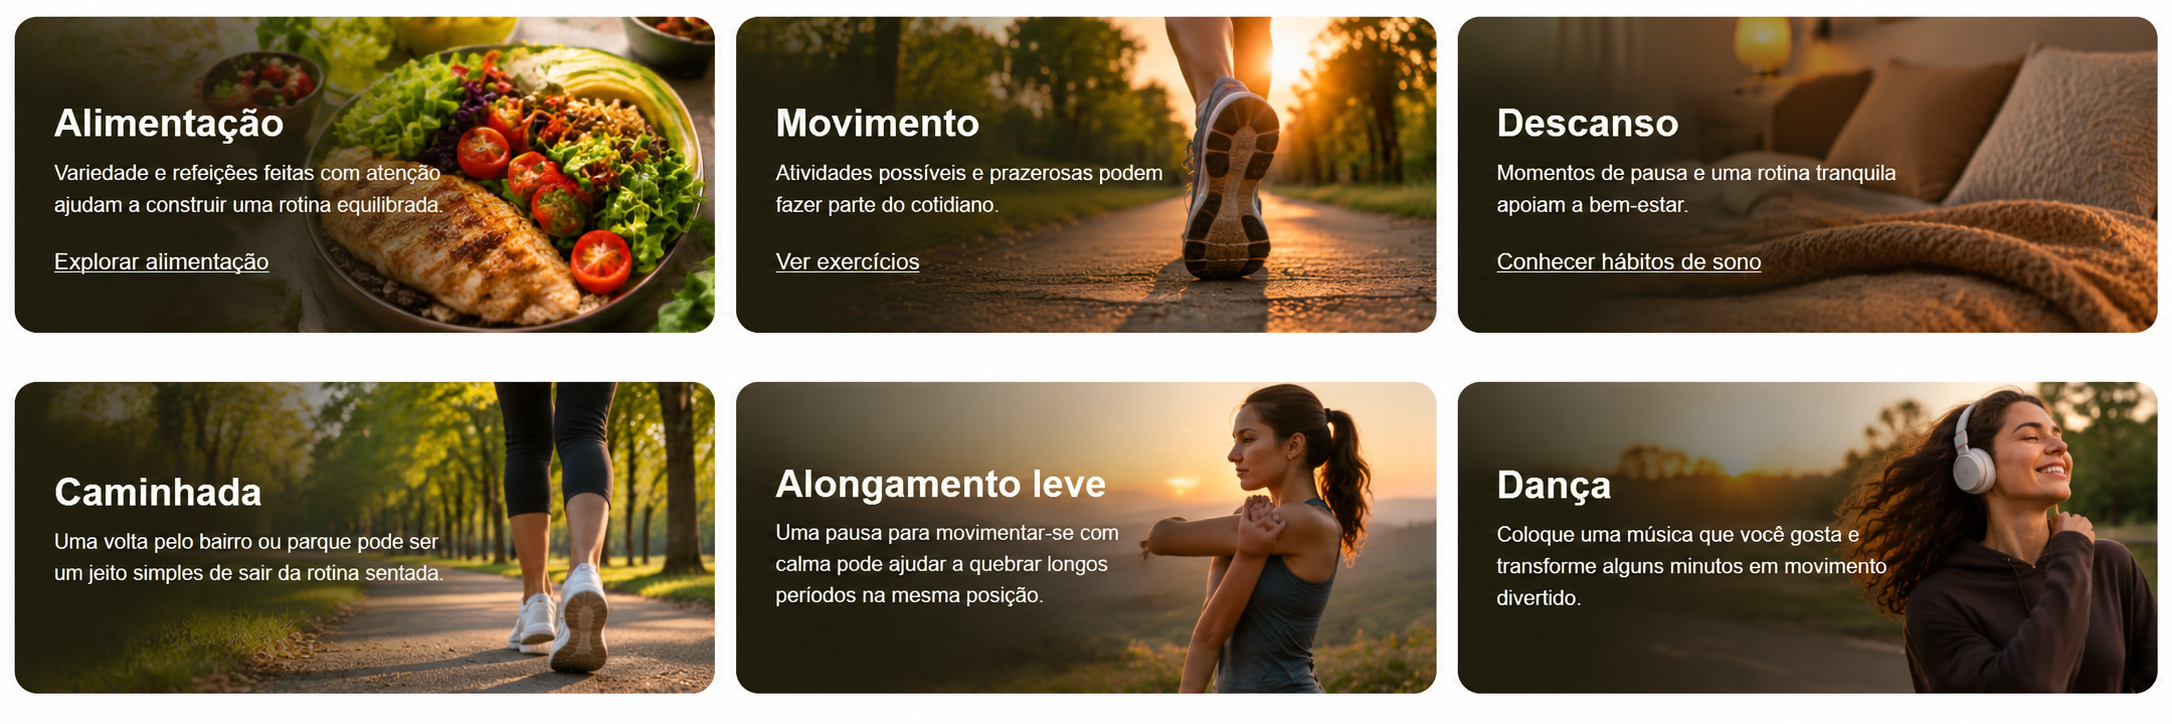 Alimentação
Variedade e refeiçêes feitas com atenção
ajudam a construir uma rotina equilibrada.
Explorar alimentação
Movimento
Atividades possíveis e prazerosas podem
fazer parte do cotidiano.
Ver exercícios
Descanso
Momentos de pausa e uma rotina tranquila
apoiam a bem-estar.
Conhecer hábitos de sono
Caminhada
Uma volta pelo bairro ou parque pode ser
um jeito simples de sair da rotina sentada.
Alongamento leve
Uma pausa para movimentar-se com
calma pode ajudar a quebrar longos
períodos na mesma posição.
Dança
Coloque uma música que você gosta e
transforme alguns minutos em movimento
divertido.